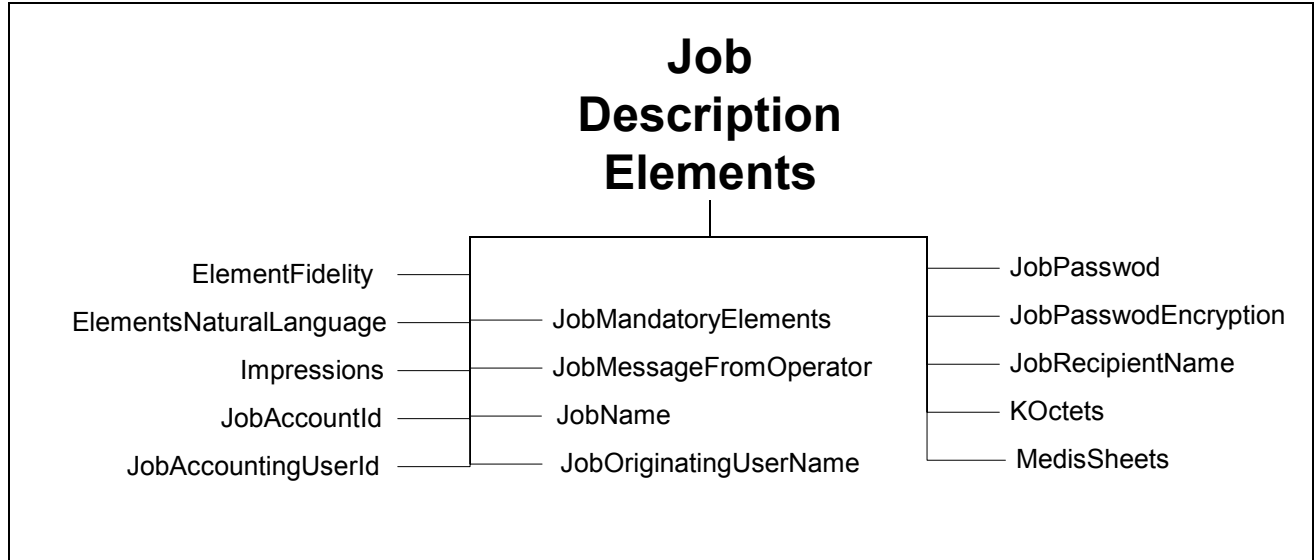 Job
Description
Elements
ElementFidelity
ElementsNaturalLanguage
Impressions
JobAccountId
JobAccountingUserId
JobMandatoryElements
JobMessageFromOperator
JobName
JobOriginatingUserName
JobPasswod
JobPasswodEncryption
JobRecipientName
KOctets
MedisSheets